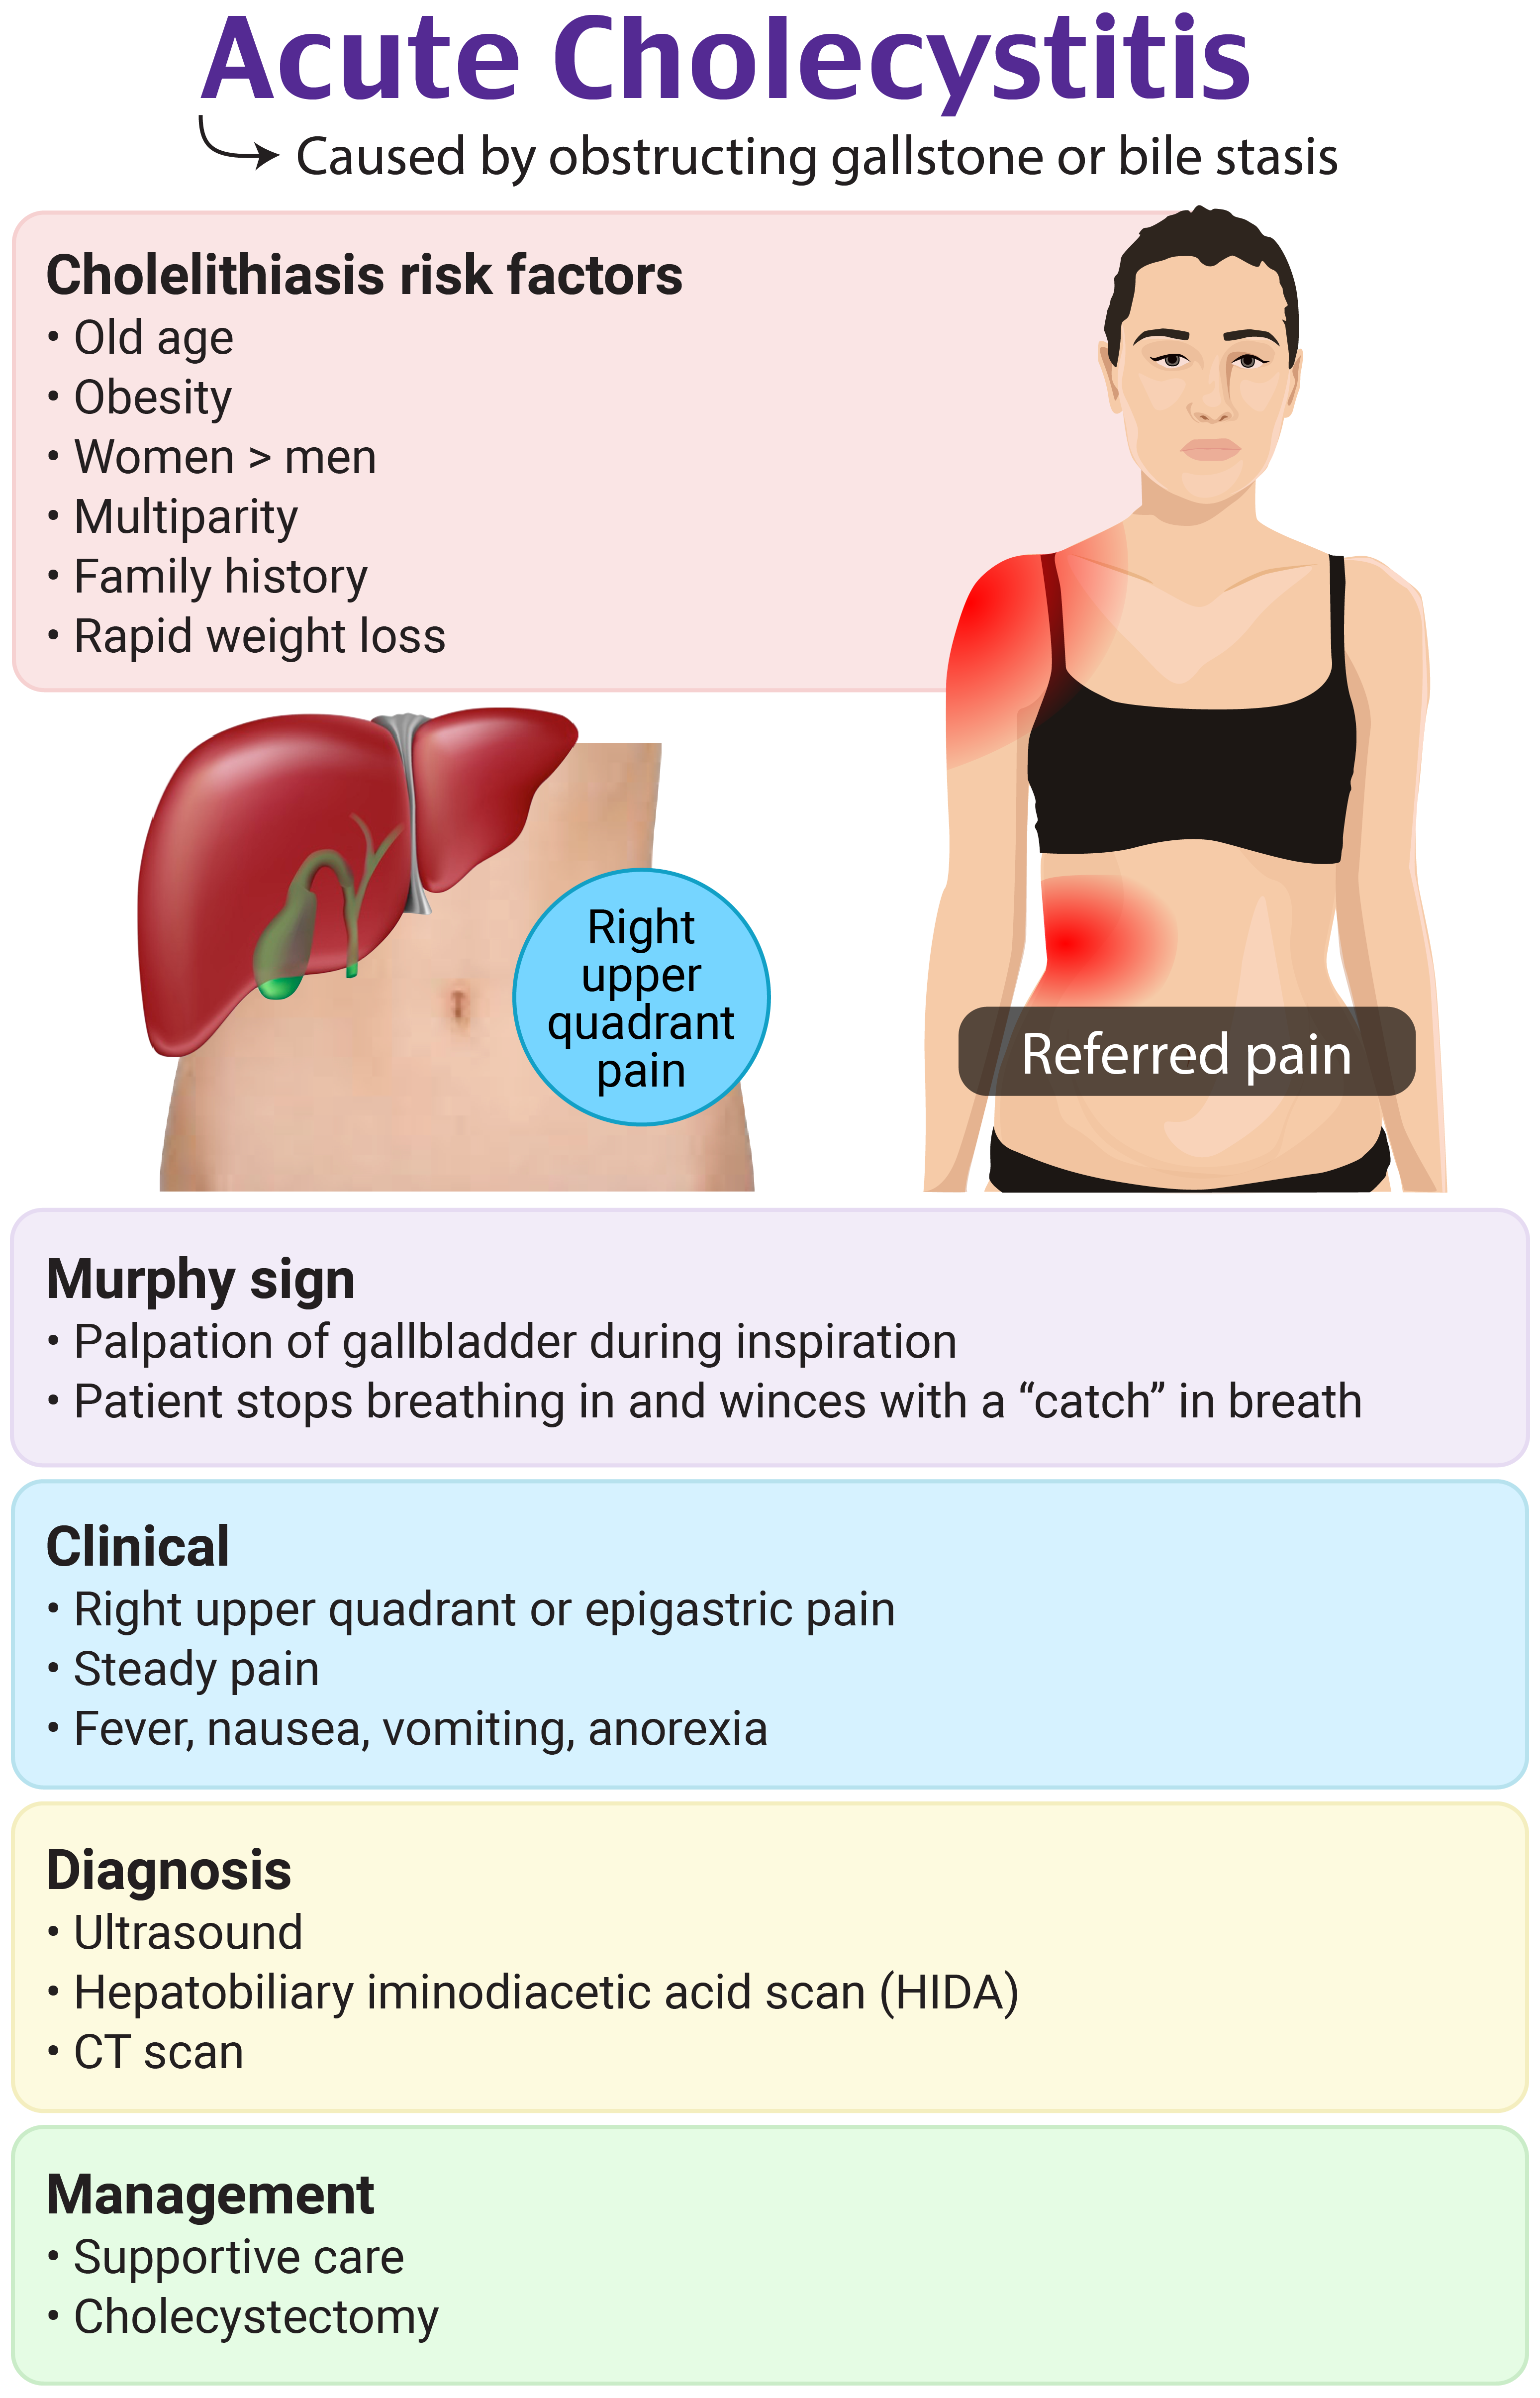 Acute Cholecystitis
Caused by obstructing gallstone or bile stasis
Cholelithiasis risk factors
• Old age
• Obesity
• Women > men
• Multiparity
• Family history
• Rapid weight loss
Right
upper
quadrant
pain
Referred pain
Murphy sign
• Palpation of gallbladder during inspiration
• Patient stops breathing in and winces with a “catch” in breath
Clinical
• Right upper quadrant or epigastric pain
• Steady pain
• Fever, nausea, vomiting, anorexia
Diagnosis
• Ultrasound
• Hepatobiliary iminodiacetic acid scan (HIDA)
• CT scan
Management
• Supportive care
• Cholecystectomy